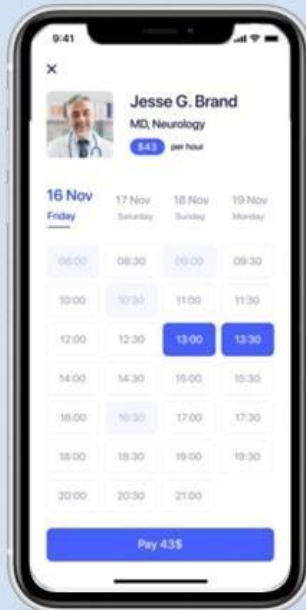 9:41
×
Jesse G. Brand
MD, Neurology
$43 per hour
16 Nov 17 Nov 18 Nov 19 Nov
Friday Saturday Sunday Monday
08:00 08:30 09:00 09:30
10:00 10:30 11:00 11:30
12:00 12:30 13:00 13:30
14:00 14:30 15:00 15:30
16:00 16:30 17:00 17:30
18:00 18:30 19:00 19:30
20:00 20:30 21:00
Pay 43$